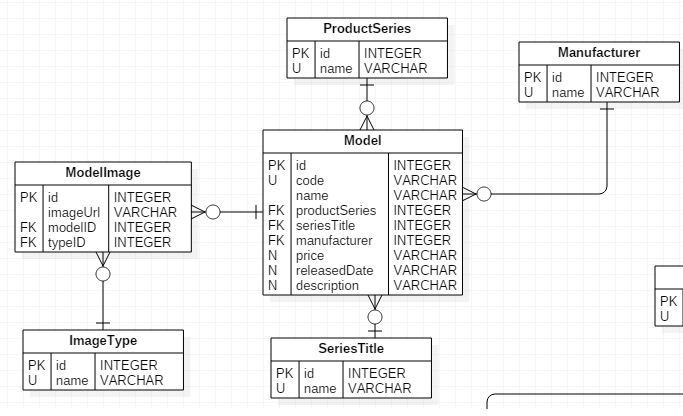 ProductSeries
PK id INTEGER
U name VARCHAR
Manufacturer
PK id INTEGER
U name VARCHAR
Model
PK id INTEGER
U code VARCHAR
name VARCHAR
FK productSeries INTEGER
FK seriesTitle INTEGER
FK manufacturer INTEGER
N price VARCHAR
N releasedDate VARCHAR
N description VARCHAR
ModelImage
PK id INTEGER
imageUrl VARCHAR
FK modelID INTEGER
FK typeID INTEGER
PK
U
ImageType
PK id INTEGER
U name VARCHAR
SeriesTitle
PK id INTEGER
U name VARCHAR